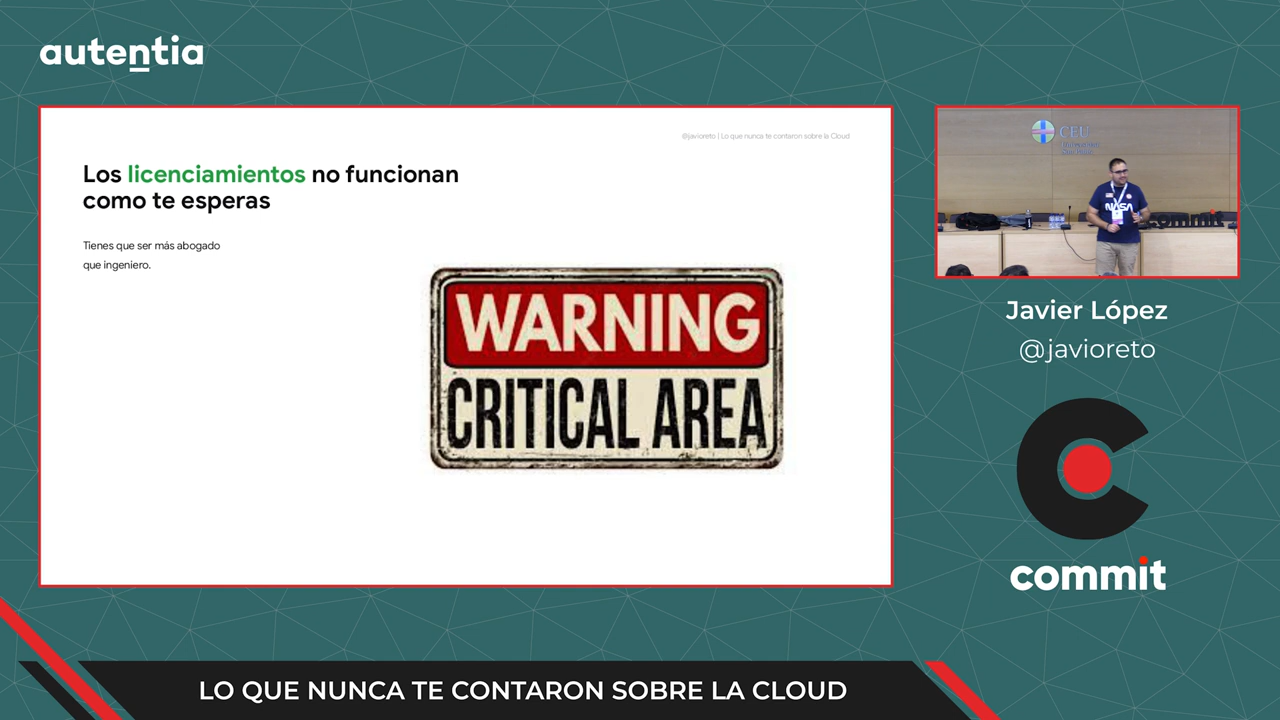 autentia
@javioreto | Lo que nunca te contaron sobre la Cloud
Los licenciamientos no funcionan
como te esperas
Tienes que ser más abogado
que ingeniero.
WARNING
CRITICAL AREA
CEU
NASA
commit
Javier López
@javioreto
commit
LO QUE NUNCA TE CONTARON SOBRE LA CLOUD